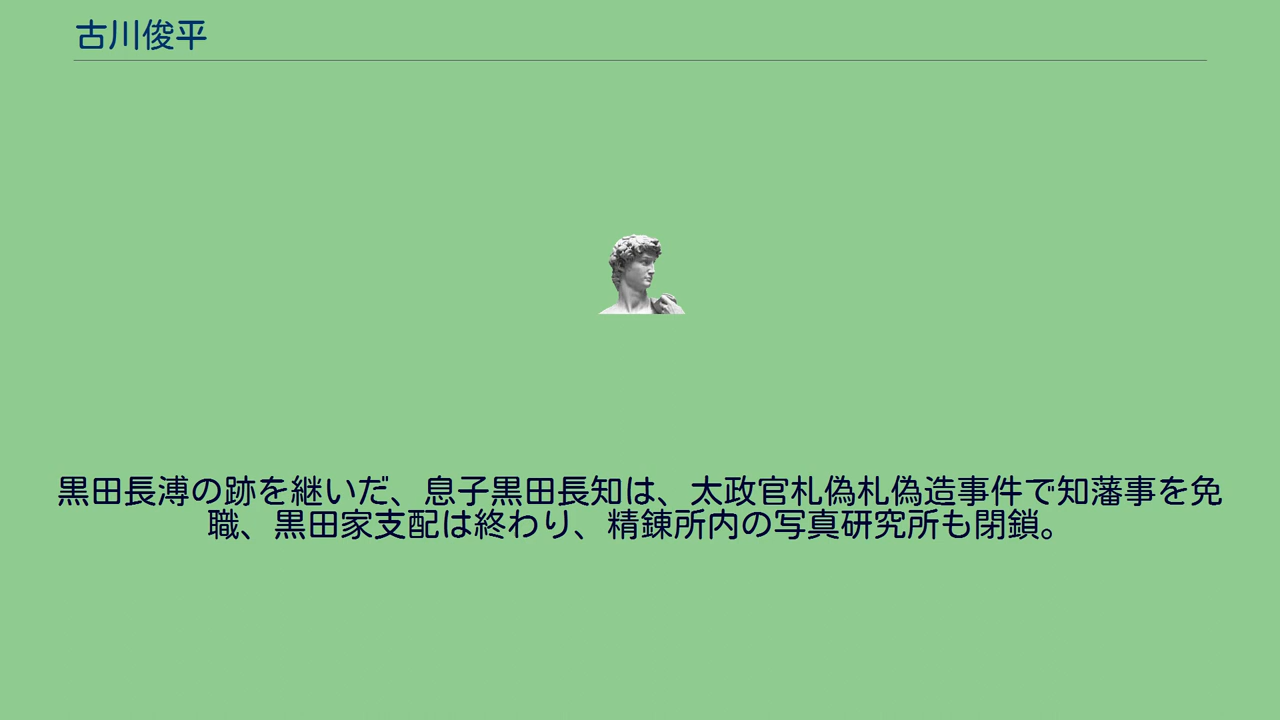 古川俊平
黒田長溥の跡を継いだ、息子黒田長知は、太政官札偽札偽造事件で知藩事を免
職、黒田家支配は終わり、精錬所内の写真研究所も閉鎖。